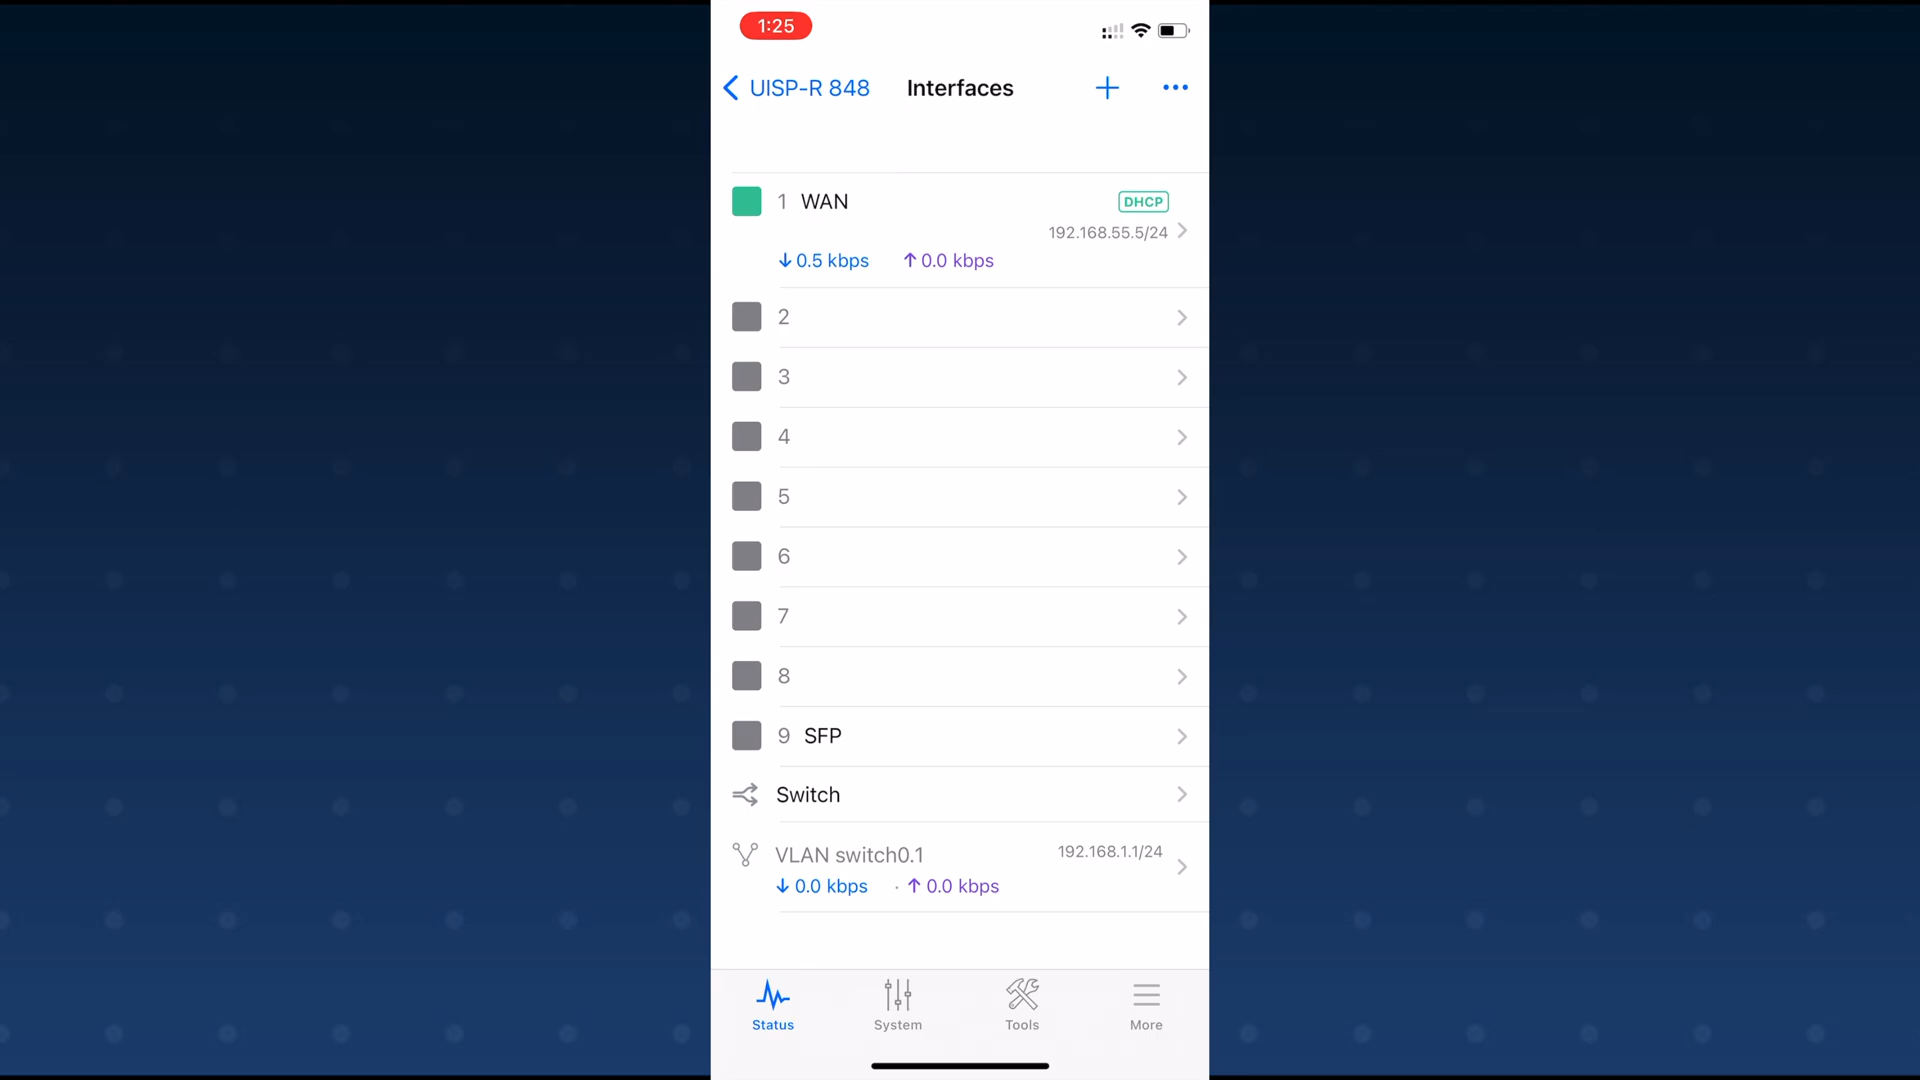 1:25
UISP-R 848 Interfaces
1 WAN DHCP
192.168.55.5/24
0.5 kbps 0.0 kbps
2
3
4
5
6
7
8
9 SFP
Switch
VLAN switch0.1 192.168.1.1/24
0.0 kbps 0.0 kbps
Status System Tools More